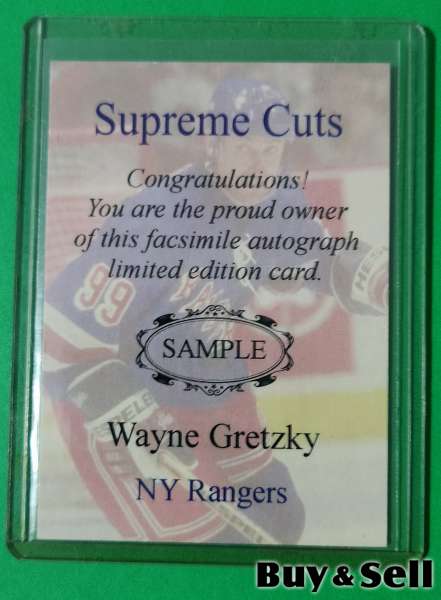 Supreme Cuts
Congratulations!
You are the proud owner
of this facsimile autograph
limited edition card.
SAMPLE
99
Wayne Gretzky
NY Rangers
Buy & Sell